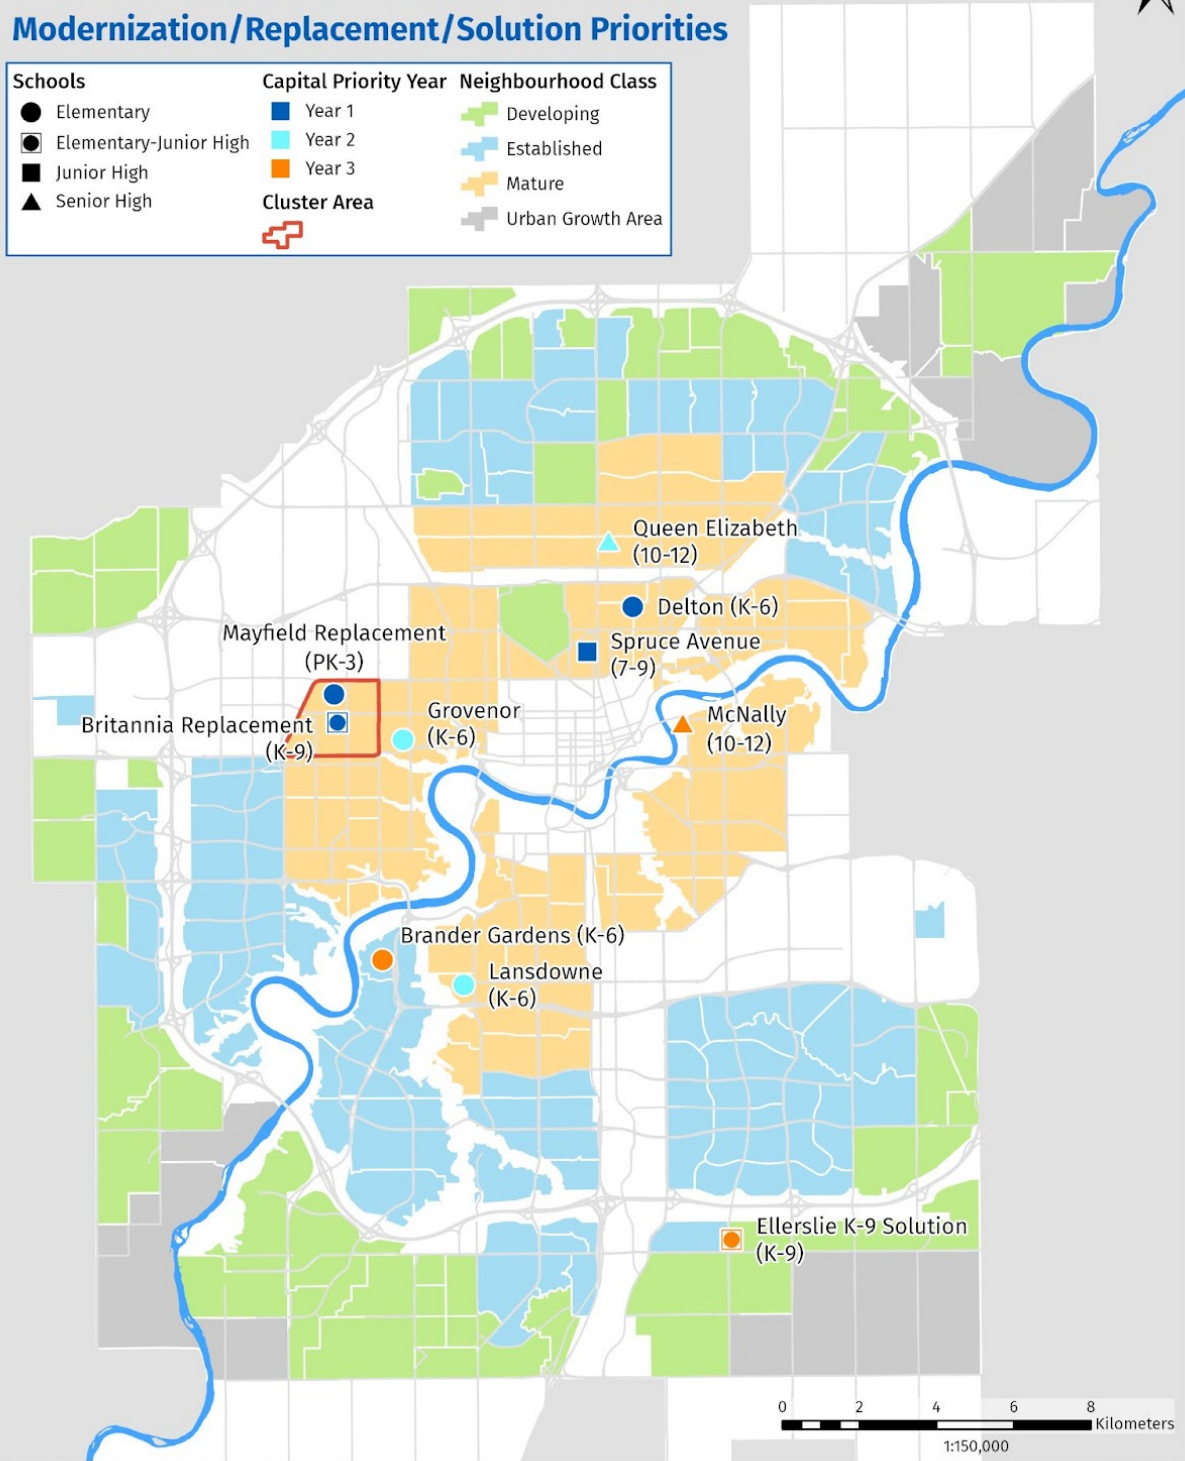 Modernization/Replacement/Solution Priorities
Schools
Elementary
Elementary-Junior High
Junior High
Senior High
Capital Priority Year
Year 1
Year 2
Year 3
Cluster Area
Neighbourhood Class
Developing
Established
Mature
Urban Growth Area
Queen Elizabeth
(10-12)
Delton (K-6)
Spruce Avenue
(7-9)
Mayfield Replacement
(PK-3)
Britannia Replacement
(K-9)
Grovenor
(K-6)
McNally
(10-12)
Brander Gardens (K-6)
Lansdowne
(K-6)
Ellerslie K-9 Solution
(K-9)
0 2 4 6 8
Kilometers
1:150,000